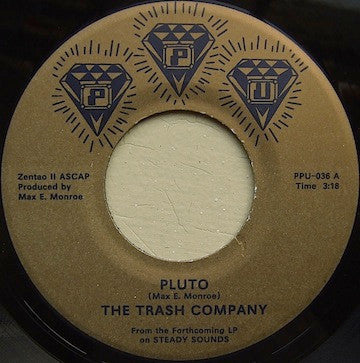 P P U
Zentao II ASCAP
Produced by
Max E. Monroe
PPU-036 A
Time 3:18
PLUTO
(Max E. Monroe)
THE TRASH COMPANY
From the Forthcoming LP
on STEADY SOUNDS